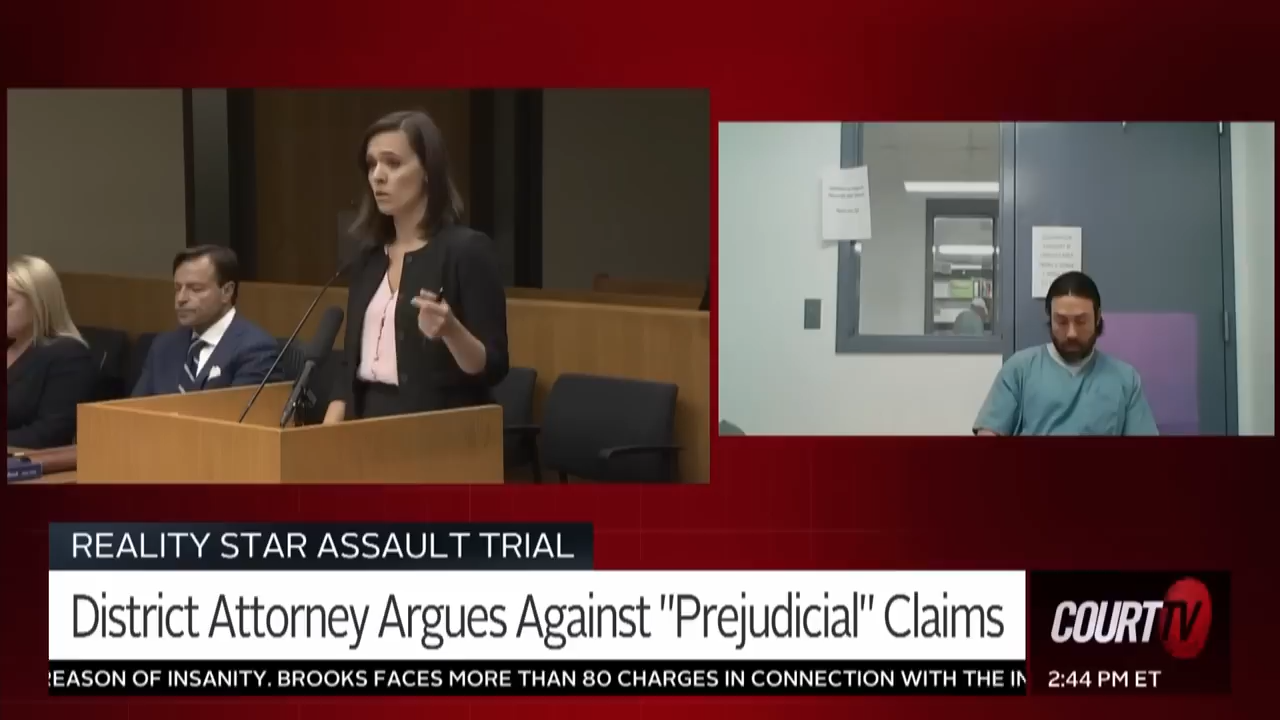 REALITY STAR ASSAULT TRIAL
District Attorney Argues Against "Prejudicial" Claims
COURT TV
EASON OF INSANITY. BROOKS FACES MORE THAN 80 CHARGES IN CONNECTION WITH THE IN
2:44 PM ET